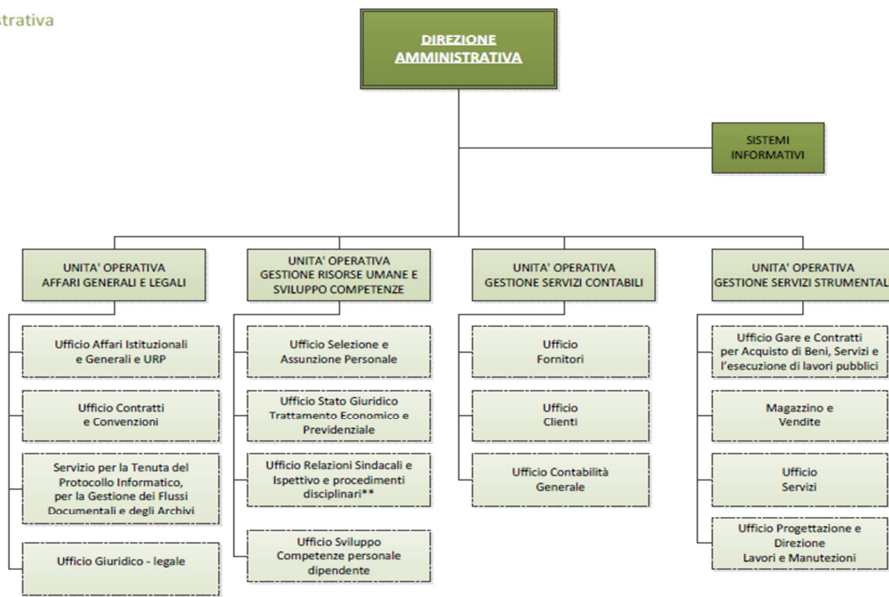 strativa
DIREZIONE
AMMINISTRATIVA
SISTEMI
INFORMATIVI
UNITA' OPERATIVA
AFFARI GENERALI E LEGALI
Ufficio Affari Istituzionali
e Generali e URP
Ufficio Contratti
e Convenzioni
Servizio per la Tenuta del
Protocollo Informatico,
per la Gestione dei Flussi
Documentali e degli Archivi
Ufficio Giuridico - legale
UNITA' OPERATIVA
GESTIONE RISORSE UMANE E
SVILUPPO COMPETENZE
Ufficio Selezione e
Assunzione Personale
Ufficio Stato Giuridico
Trattamento Economico e
Previdenziale
Ufficio Relazioni Sindacali e
Ispettivo e procedimenti
disciplinari**
Ufficio Sviluppo
Competenze personale
dipendente
UNITA' OPERATIVA
GESTIONE SERVIZI CONTABILI
Ufficio
Fornitori
Ufficio
Clienti
Ufficio Contabilità
Generale
UNITA' OPERATIVA
GESTIONE SERVIZI STRUMENTAL
Ufficio Gare e Contratti
per Acquisto di Beni, Servizi e
l'esecuzione di lavori pubblici
Magazzino e
Vendite
Ufficio
Servizi
Ufficio Progettazione e
Direzione
Lavori e Manutezioni